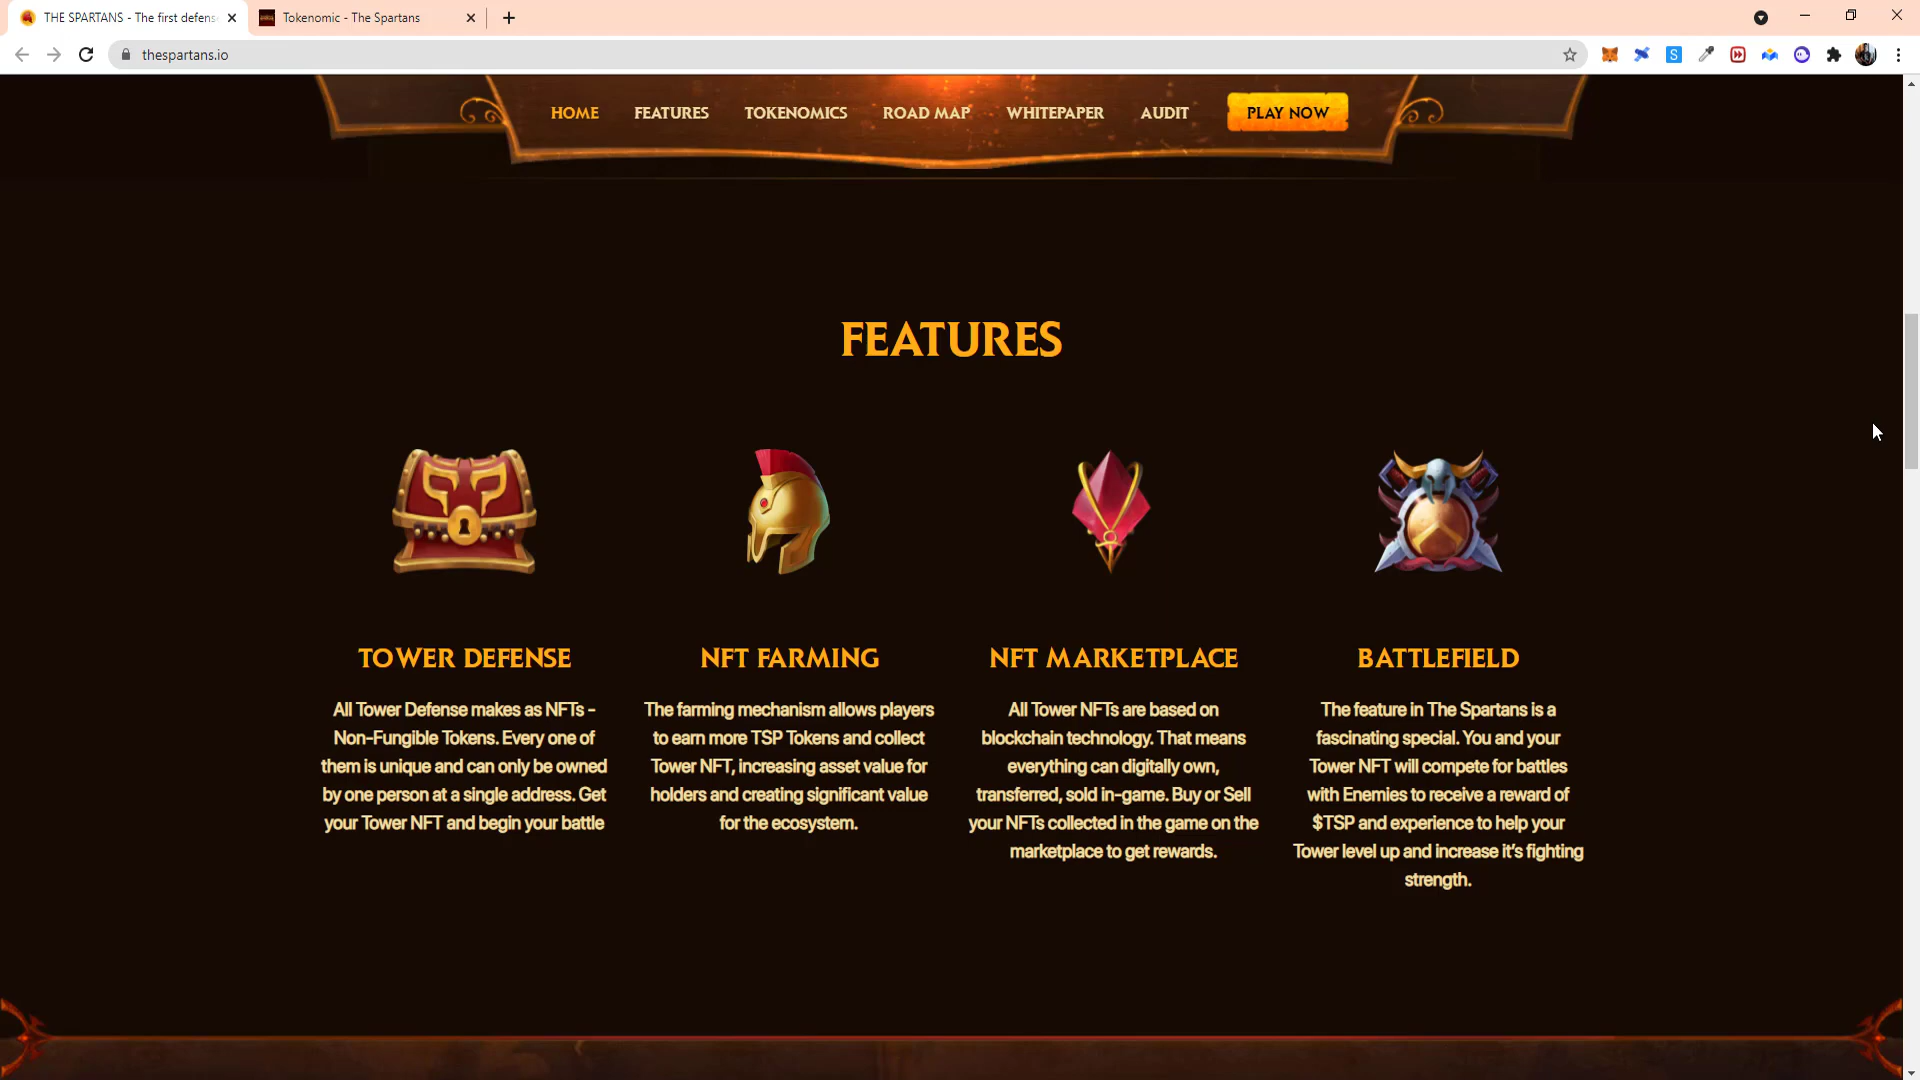 THE SPARTANS - The first defens
Tokenomic - The Spartans
thespartans.io
S
HOME FEATURES TOKENOMICS ROAD MAP WHITEPAPER AUDIT PLAY NOW
FEATURES
TOWER DEFENSE
All Tower Defense makes as NFTs -
Non-Fungible Tokens. Every one of
them is unique and can only be owned
by one person at a single address. Get
your Tower NFT and begin your battle
NFT FARMING
The farming mechanism allows players
to earn more TSP Tokens and collect
Tower NFT, increasing asset value for
holders and creating significant value
for the ecosystem.
NFT MARKETPLACE
All Tower NFTs are based on
blockchain technology. That means
everything can digitally own,
transferred, sold in-game. Buy or Sell
your NFTs collected in the game on the
marketplace to get rewards.
BATTLEFIELD
The feature in The Spartans is a
fascinating special. You and your
Tower NFT will compete for battles
with Enemies to receive a reward of
$TSP and experience to help your
Tower level up and increase it's fighting
strength.